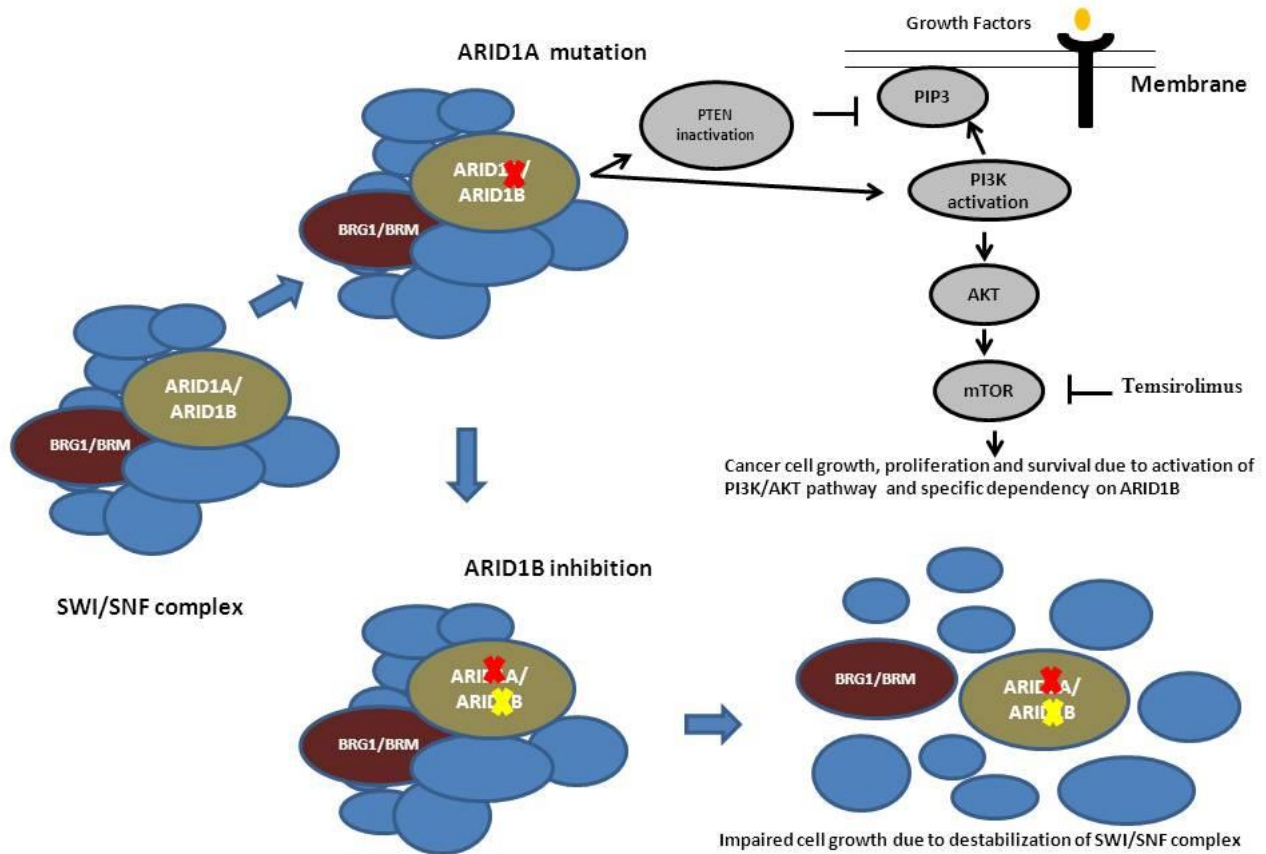 Growth Factors
ARID1A mutation
Membrane
PIP3
PTEN
inactivation
ARID1A/
ARID1B
BRG1/BRM
PI3K
activation
AKT
mTOR
Temsirolimus
Cancer cell growth, proliferation and survival due to activation of
PI3K/AKT pathway and specific dependency on ARID1B
ARID1A/
ARID1B
BRG1/BRM
SWI/SNF complex
ARID1B inhibition
ARID1A/
ARID1B
BRG1/BRM
BRG1/BRM
ARID1A/
ARID1B
Impaired cell growth due to destabilization of SWI/SNF complex